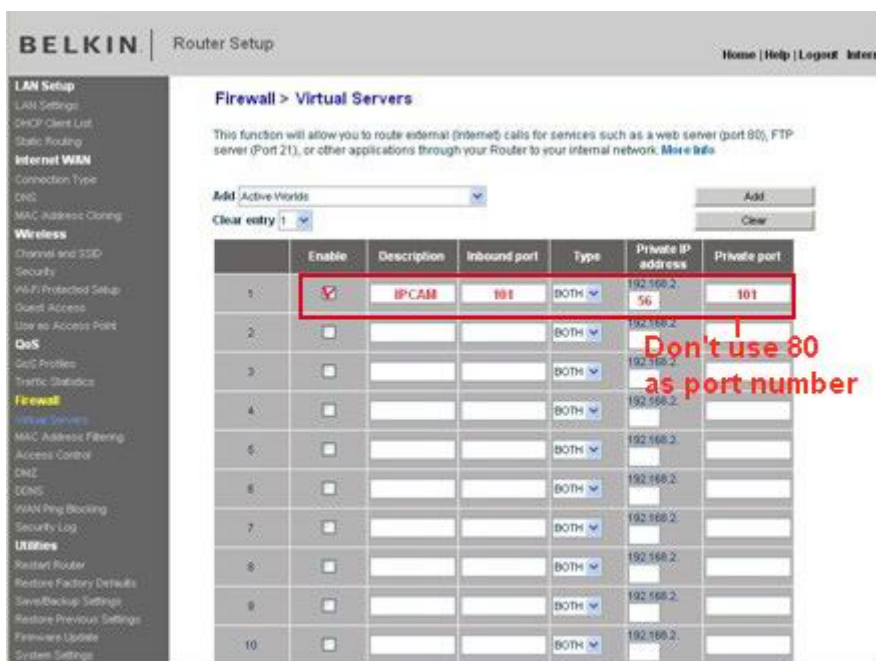 BELKIN Router Setup
Home | Help | Logout Intern
LAN Setup
LAN Settings
DHCP Client List
Static Routing
Internet WAN
Connection Type
DNS
MAC Address Cloning
Wireless
Channel and SSID
Security
Wi-Fi Protected Setup
Guest Access
Use as Access Point
QoS
QoS Profiles
Traffic Statistics
Firewall
Virtual Servers
MAC Address Filtering
Access Control
DMZ
DDNS
WAN Ping Blocking
Security Log
Utilities
Restart Router
Restore Factory Defaults
Save/Backup Settings
Restore Previous Settings
Firmware Update
System Settings
Firewall > Virtual Servers
This function will allow you to route external (Internet) calls for services such as a web server (port 80), FTP
server (Port 21), or other applications through your Router to your internal network. More Info
Add Active Worlds Add
Clear entry 1 Clear
Enable Description Inbound port Type Private IP address Private port
1 IPCAM 101 BOTH 192.168.2. 56 101
2 BOTH 192.168.2.
Don't use 80
as port number
3 BOTH 192.168.2.
4 BOTH 192.168.2.
5 BOTH 192.168.2.
6 BOTH 192.168.2.
7 BOTH 192.168.2.
8 BOTH 192.168.2.
9 BOTH 192.168.2.
10 BOTH 192.168.2.